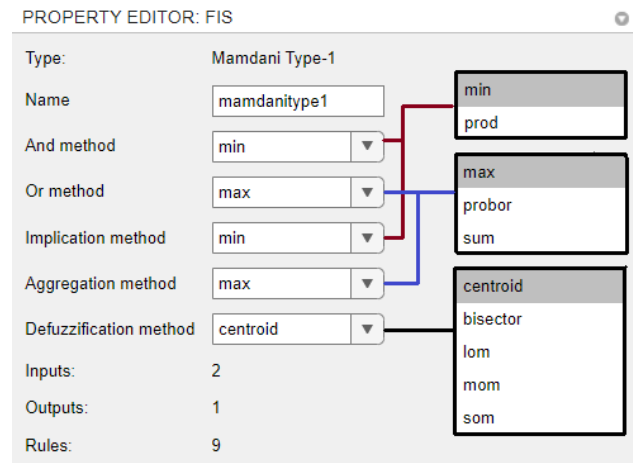 PROPERTY EDITOR: FIS
Type: Mamdani Type-1
Name mamdanitype1
And method min
Or method max
Implication method min
Aggregation method max
Defuzzification method centroid
Inputs: 2
Outputs: 1
Rules: 9
min
prod
max
probor
sum
centroid
bisector
lom
mom
som